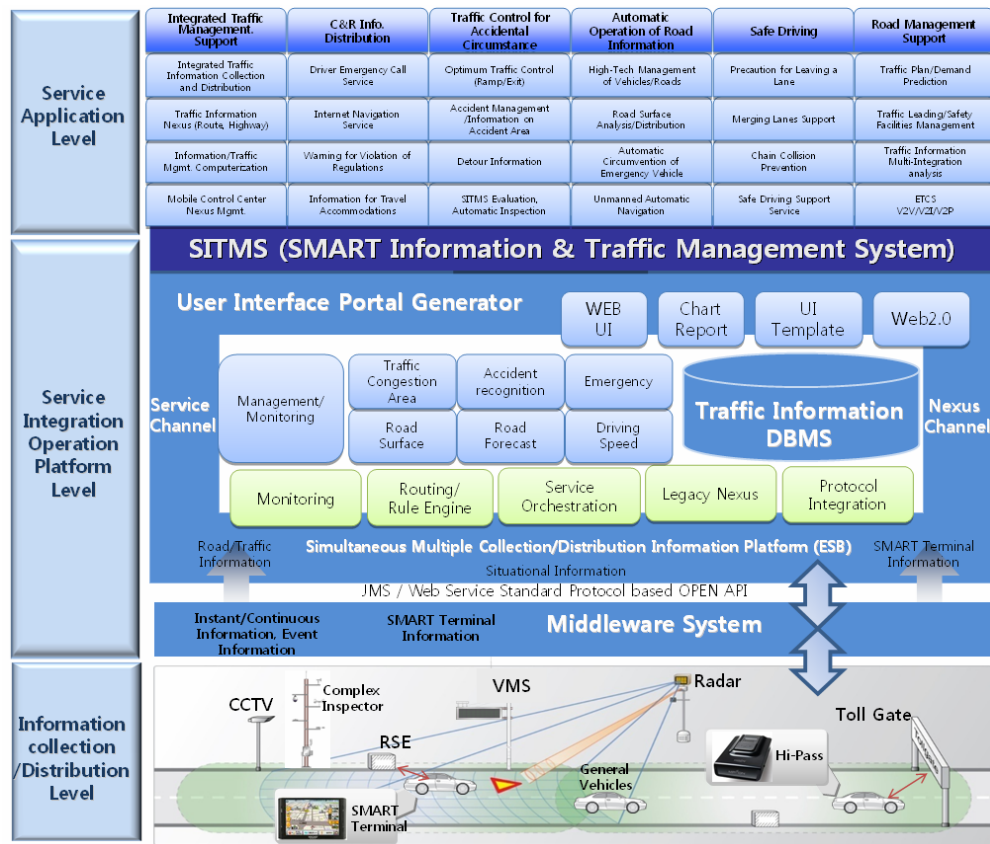 Service
Application
Level
Integrated Traffic
Management.
Support
C&R Info.
Distribution
Traffic Control for
Accidental
Circumstance
Automatic
Operation of Road
Information
Safe Driving
Road Management
Support
Integrated Traffic
Information Collection
and Distribution
Driver Emergency Call
Service
Optimum Traffic Control
(Ramp/Exit)
High-Tech Management
of Vehicles/Roads
Precaution for Leaving a
Lane
Traffic Plan/Demand
Prediction
Traffic Information
Nexus (Route, Highway)
Internet Navigation
Service
Accident Management
/Information on
Accident Area
Road Surface
Analysis/Distribution
Merging Lanes Support
Traffic Leading/Safety
Facilities Management
Information/Traffic
Mgmt. Computerization
Warning for Violation of
Regulations
Detour Information
Automatic
Circumvention of
Emergency Vehicle
Chain Collision
Prevention
Traffic Information
Multi-Integration
analysis
Mobile Control Center
Nexus Mgmt.
Information for Travel
Accommodations
SITMS Evaluation,
Automatic Inspection
Unmanned Automatic
Navigation
Safe Driving Support
Service
ETCS
V2V/V2I/V2P
Service
Integration
Operation
Platform
Level
SITMS (SMART Information & Traffic Management System)
User Interface Portal Generator
WEB
UI
Chart
Report
UI
Template
Web2.0
Service
Channel
Management/
Monitoring
Traffic
Congestion
Area
Accident
recognition
Emergency
Road
Surface
Road
Forecast
Driving
Speed
Traffic Information
DBMS
Nexus
Channel
Monitoring
Routing/
Rule Engine
Service
Orchestration
Legacy Nexus
Protocol
Integration
Road/Traffic
Information
Simultaneous Multiple Collection/Distribution Information Platform (ESB)
SMART Terminal
Information
Situational Information
JMS / Web Service Standard Protocol based OPEN API
Instant/Continuous
Information, Event
Information
SMART Terminal
Information
Middleware System
Information
collection
/Distribution
Level
CCTV
Complex
Inspector
RSE
VMS
Radar
Toll Gate
Tollgate
Hi-Pass
General
Vehicles
SMART
Terminal